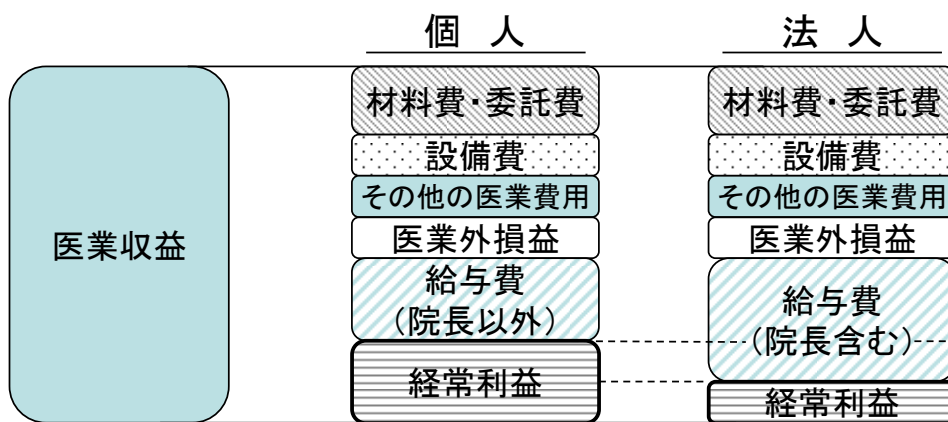 個 人
法 人
医業収益
材料費・委託費
設備費
その他の医業費用
医業外損益
給与費
(院長以外)
経常利益
材料費・委託費
設備費
その他の医業費用
医業外損益
給与費
(院長含む)
経常利益